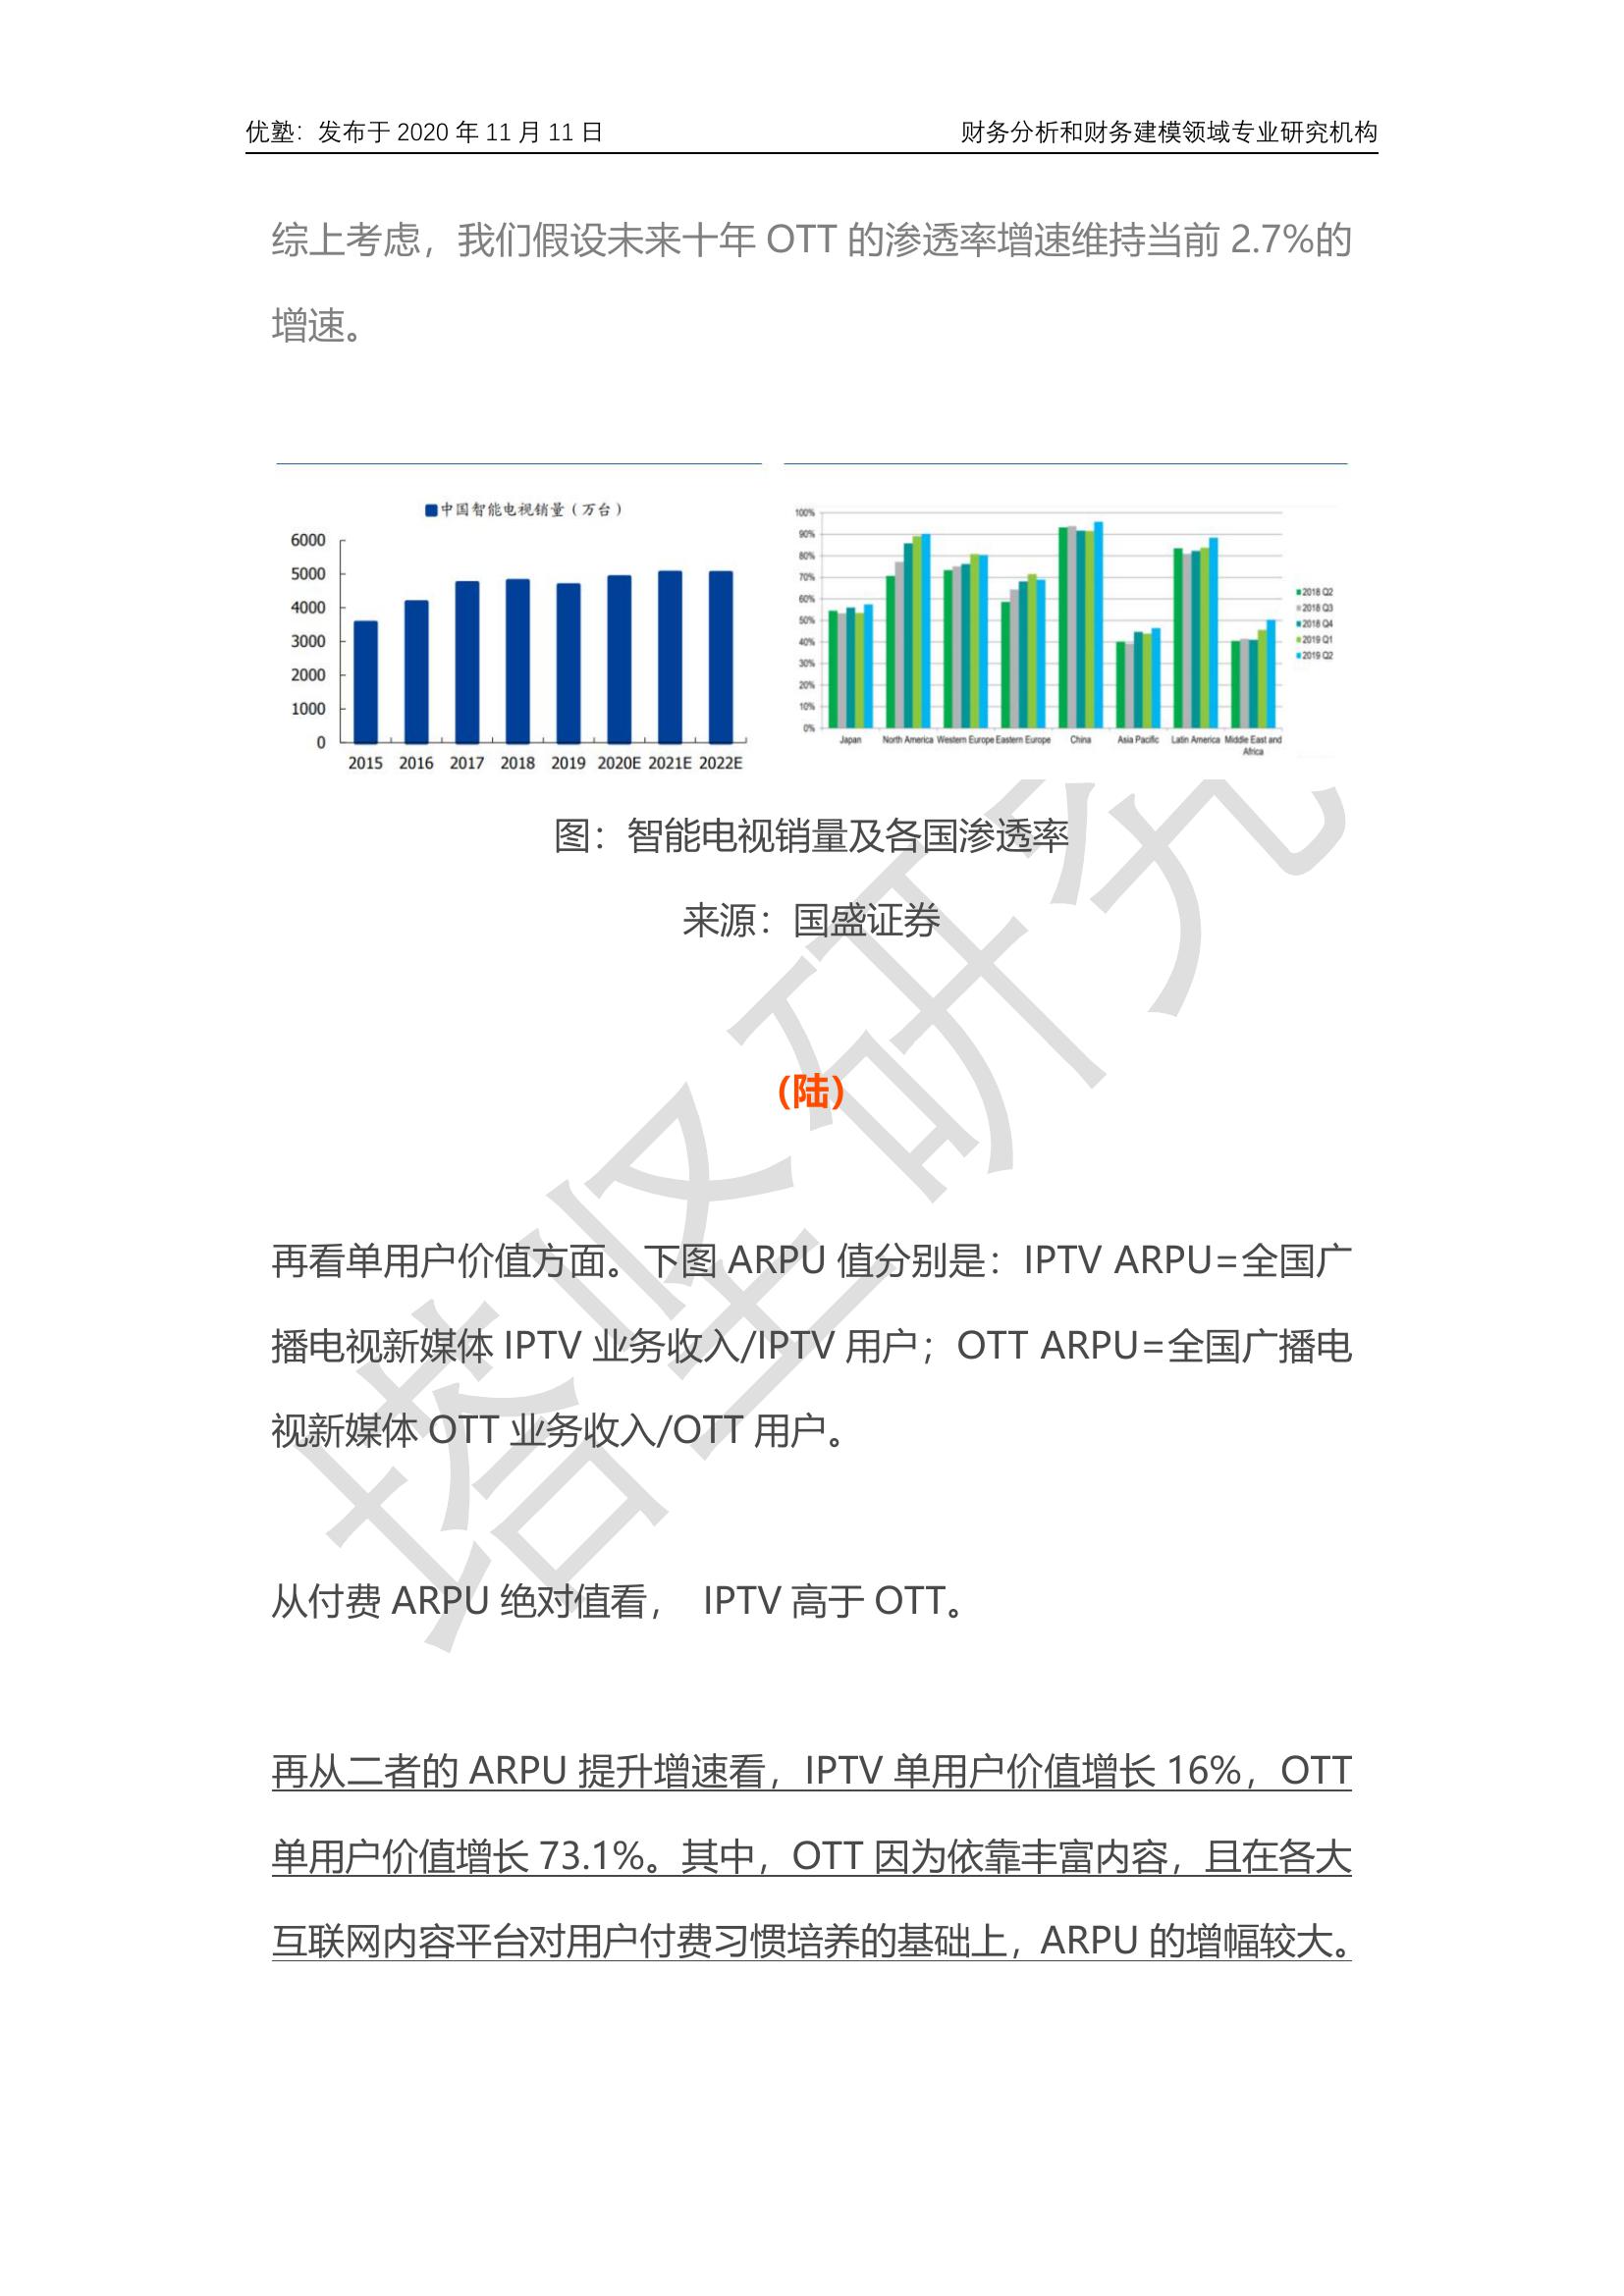 优塾：发布于 2020 年 11 月 11 日 财务分析和财务建模领域专业研究机构
综上考虑，我们假设未来十年 OTT 的渗透率增速维持当前 2.7%的
增速。
中国智能电视销量（万台）
6000
5000
4000
3000
2000
1000
0
2015 2016 2017 2018 2019 2020E 2021E 2022E
100%
90%
80%
70%
60%
50%
40%
30%
20%
10%
0%
Japan North America Western Europe Eastern Europe China Asia Pacific Latin America Middle East and
Africa
2018 Q2
2018 Q3
2018 Q4
2019 Q1
2019 Q2
图：智能电视销量及各国渗透率
来源：国盛证券
(陆)
再看单用户价值方面。下图 ARPU 值分别是：IPTV ARPU=全国广
播电视新媒体 IPTV 业务收入/IPTV 用户；OTT ARPU=全国广播电
视新媒体 OTT 业务收入/OTT 用户。
从付费 ARPU 绝对值看， IPTV 高于 OTT。
再从二者的 ARPU 提升增速看，IPTV 单用户价值增长 16%，OTT
单用户价值增长 73.1%。其中，OTT 因为依靠丰富内容，且在各大
互联网内容平台对用户付费习惯培养的基础上，ARPU 的增幅较大。
塔坚研究